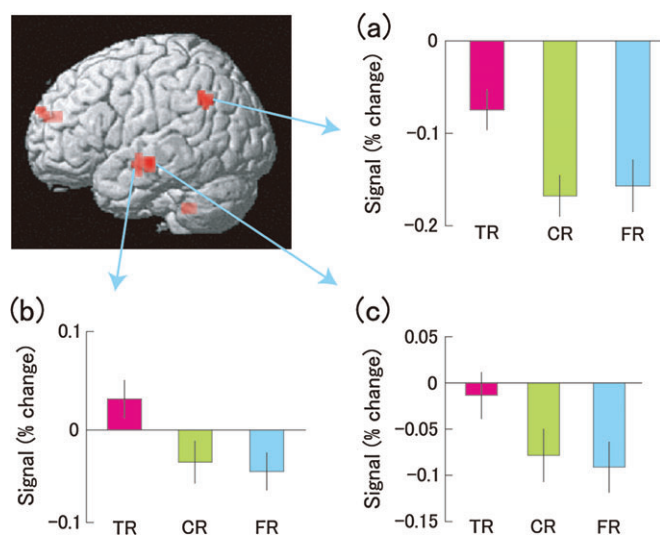 (a)
0
−0.1
−0.2
Signal (% change)
TR CR FR
(b)
0.1
0
−0.1
Signal (% change)
TR CR FR
(c)
0.05
0
−0.05
−0.1
−0.15
Signal (% change)
TR CR FR